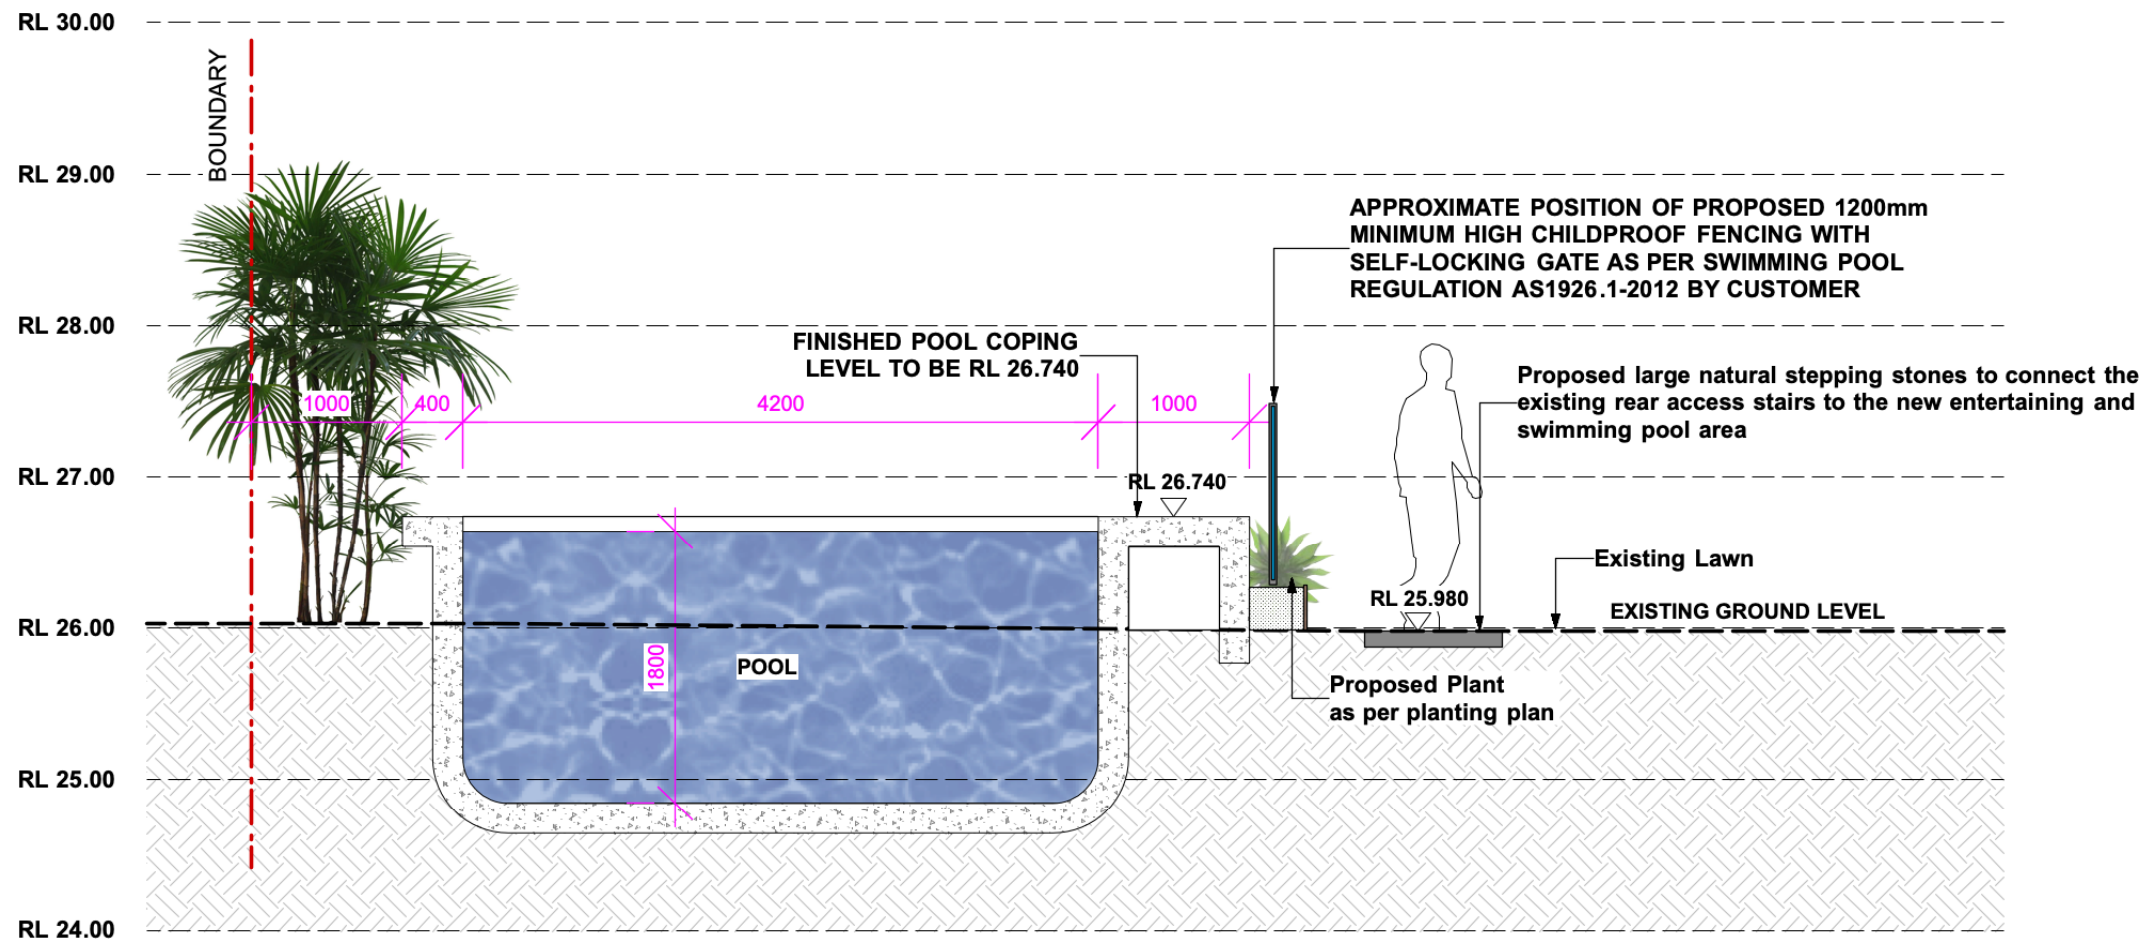 RL 30.00
BOUNDARY
RL 29.00
APPROXIMATE POSITION OF PROPOSED 1200mm
MINIMUM HIGH CHILDPROOF FENCING WITH
SELF-LOCKING GATE AS PER SWIMMING POOL
REGULATION AS1926.1-2012 BY CUSTOMER
RL 28.00
FINISHED POOL COPING
LEVEL TO BE RL 26.740
Proposed large natural stepping stones to connect the
existing rear access stairs to the new entertaining and
swimming pool area
1000
400
4200
1000
RL 27.00
RL 26.740
Existing Lawn
RL 25.980
EXISTING GROUND LEVEL
RL 26.00
1800
POOL
Proposed Plant
as per planting plan
RL 25.00
RL 24.00